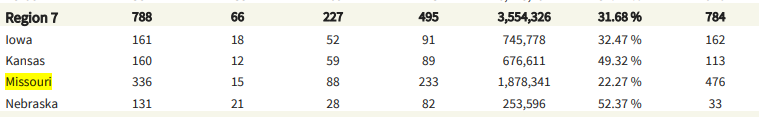 Region 7 788 66 227 495 3,554,326 31.68 % 784
Iowa 161 18 52 91 745,778 32.47 % 162
Kansas 160 12 59 89 676,611 49.32 % 113
Missouri 336 15 88 233 1,878,341 22.27 % 476
Nebraska 131 21 28 82 253,596 52.37 % 33